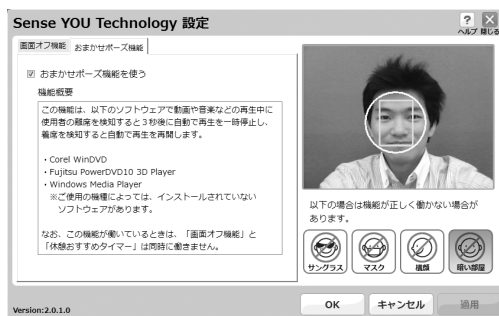 Sense YOU Technology 設定
ヘルプ 閉じる
画面オフ機能 おまかせポーズ機能
おまかせポーズ機能を使う
機能概要
この機能は、以下のソフトウェアで動画や音楽などの再生中に
使用者の離席を検知すると3秒後に自動で再生を一時停止し、
着席を検知すると自動で再生を再開します。
・Corel WinDVD
・Fujitsu PowerDVD10 3D Player
・Windows Media Player
※ご使用の機種によっては、インストールされていない
ソフトウェアがあります。
なお、この機能が働いているときは、「画面オフ機能」と
「休憩おすすめタイマー」は同時に働きません。
以下の場合は機能が正しく働かない場合が
あります。
サングラス マスク 横顔 暗い部屋
Version:2.0.1.0
OK キャンセル 適用